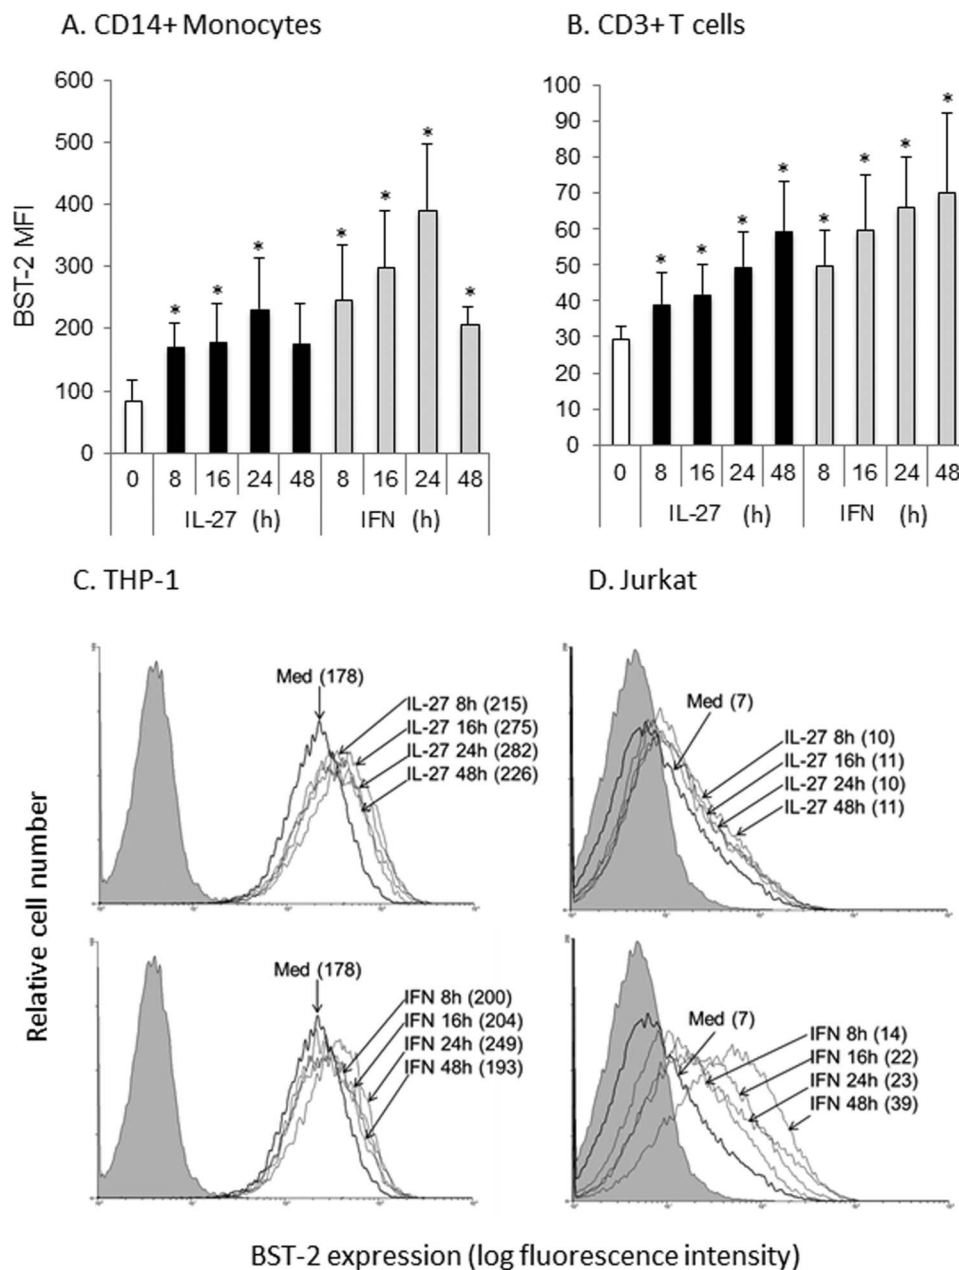 A. CD14+ Monocytes
BST-2 MFI
600
500
400
300
200
100
0
* * * * * * *
0 8 16 24 48 8 16 24 48
IL-27 (h) IFN (h)
B. CD3+ T cells
100
90
80
70
60
50
40
30
20
10
0
* * * * * * * *
0 8 16 24 48 8 16 24 48
IL-27 (h) IFN (h)
C. THP-1
Relative cell number
Med (178)
IL-27 8h (215)
IL-27 16h (275)
IL-27 24h (282)
IL-27 48h (226)
Med (178)
IFN 8h (200)
IFN 16h (204)
IFN 24h (249)
IFN 48h (193)
D. Jurkat
Med (7)
IL-27 8h (10)
IL-27 16h (11)
IL-27 24h (10)
IL-27 48h (11)
Med (7)
IFN 8h (14)
IFN 16h (22)
IFN 24h (23)
IFN 48h (39)
BST-2 expression (log fluorescence intensity)